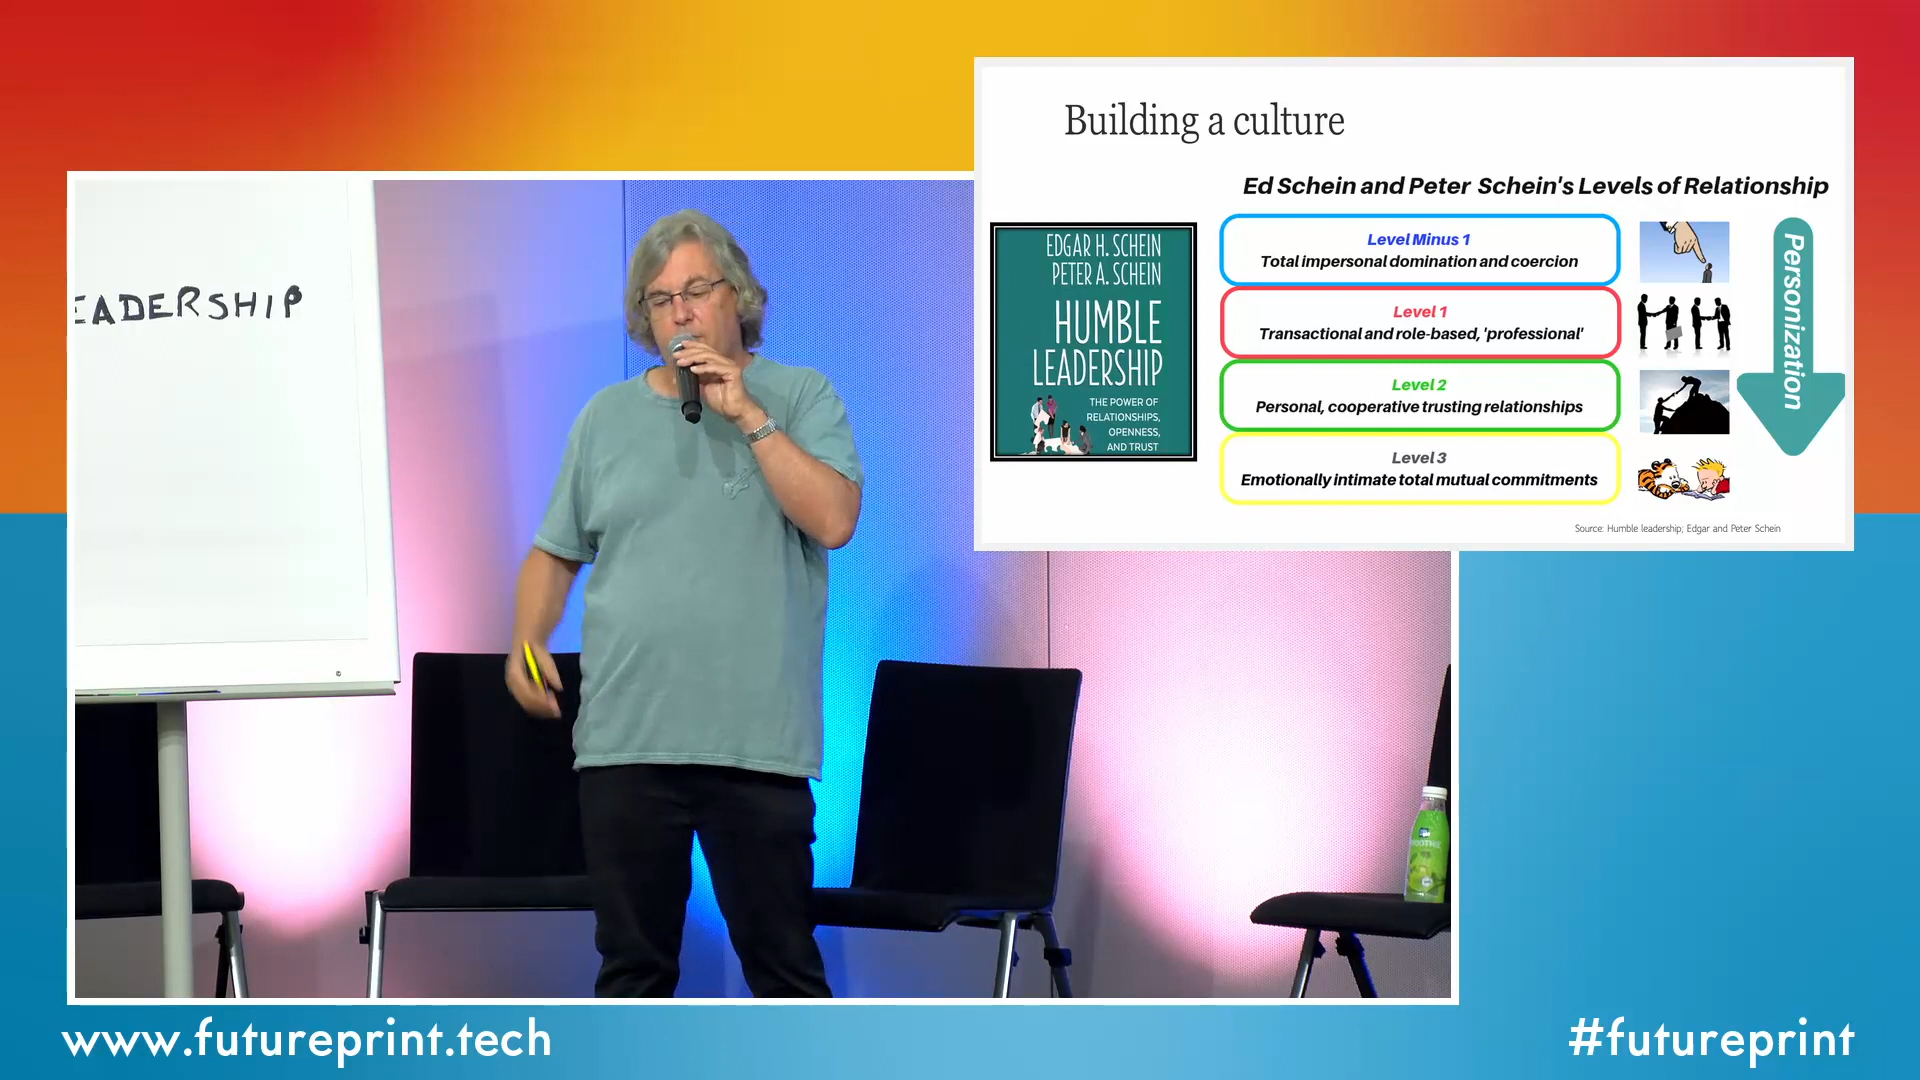 Building a culture
Ed Schein and Peter Schein's Levels of Relationship
EDGAR H. SCHEIN
PETER A. SCHEIN
HUMBLE
LEADERSHIP
THE POWER OF
RELATIONSHIPS,
OPENNESS,
AND TRUST
Level Minus 1
Total impersonal domination and coercion
Level 1
Transactional and role-based, 'professional'
Level 2
Personal, cooperative trusting relationships
Level 3
Emotionally intimate total mutual commitments
Personization
Source: Humble leadership; Edgar and Peter Schein
EADERSHIP
www.futureprint.tech
#futureprint